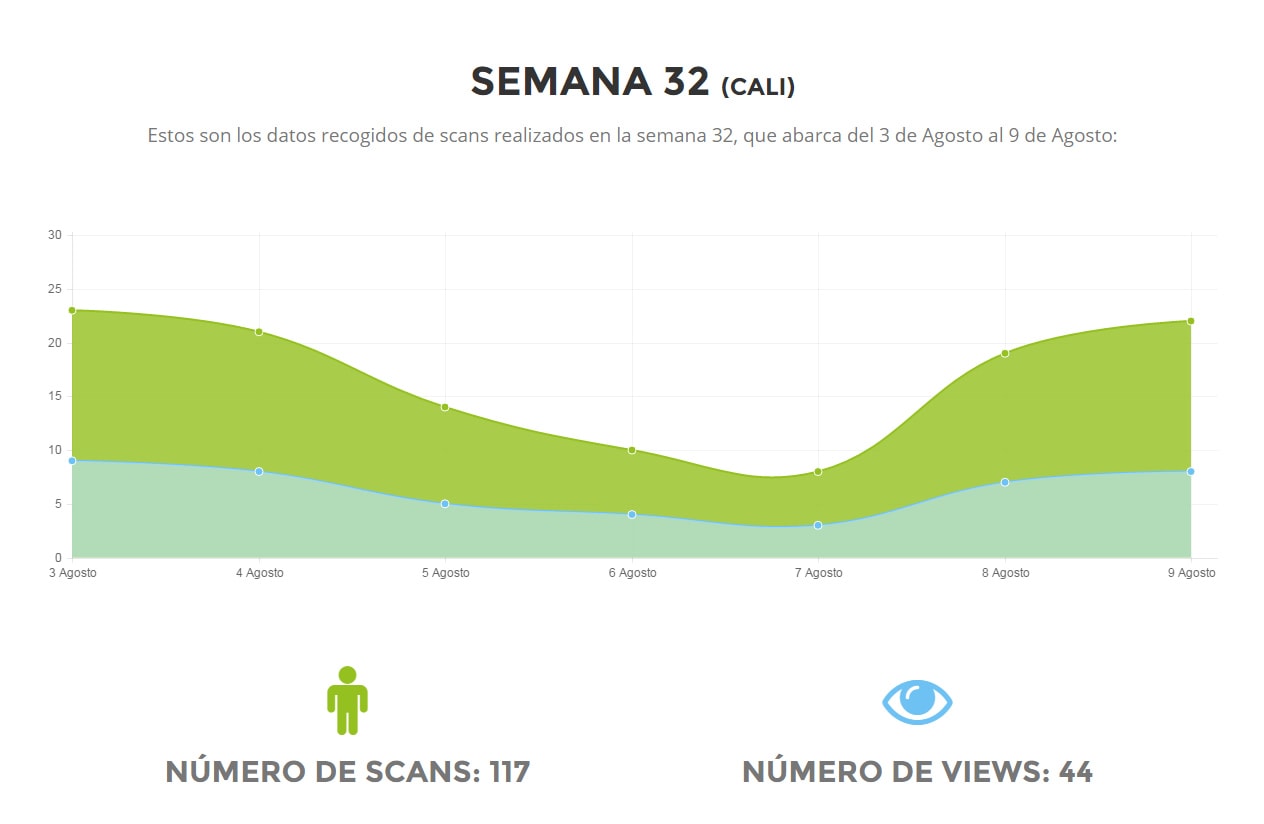 SEMANA 32 (CALI)
Estos son los datos recogidos de scans realizados en la semana 32, que abarca del 3 de Agosto al 9 de Agosto:
30
25
20
15
10
5
0
3 Agosto 4 Agosto 5 Agosto 6 Agosto 7 Agosto 8 Agosto 9 Agosto
NÚMERO DE SCANS: 117 NÚMERO DE VIEWS: 44